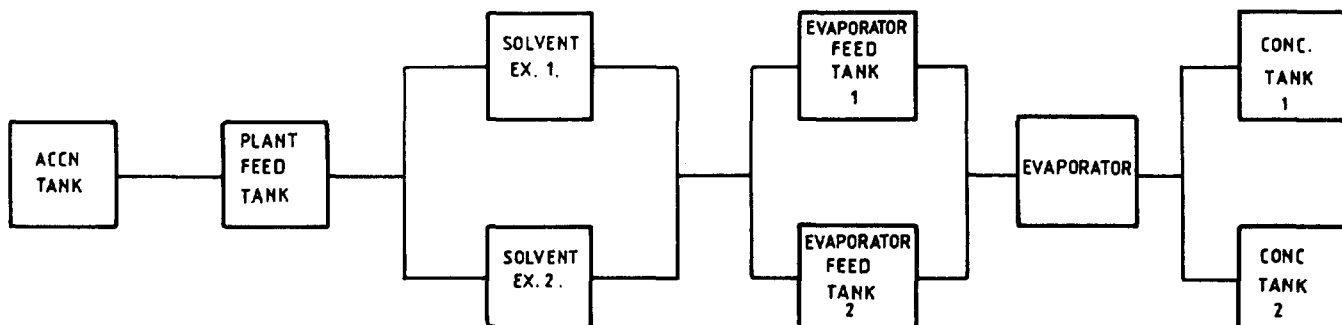 ACCN
TANK
PLANT
FEED
TANK
SOLVENT
EX. 1.
SOLVENT
EX. 2.
EVAPORATOR
FEED
TANK
1
EVAPORATOR
FEED
TANK
2
EVAPORATOR
CONC.
TANK
1
CONC
TANK
2